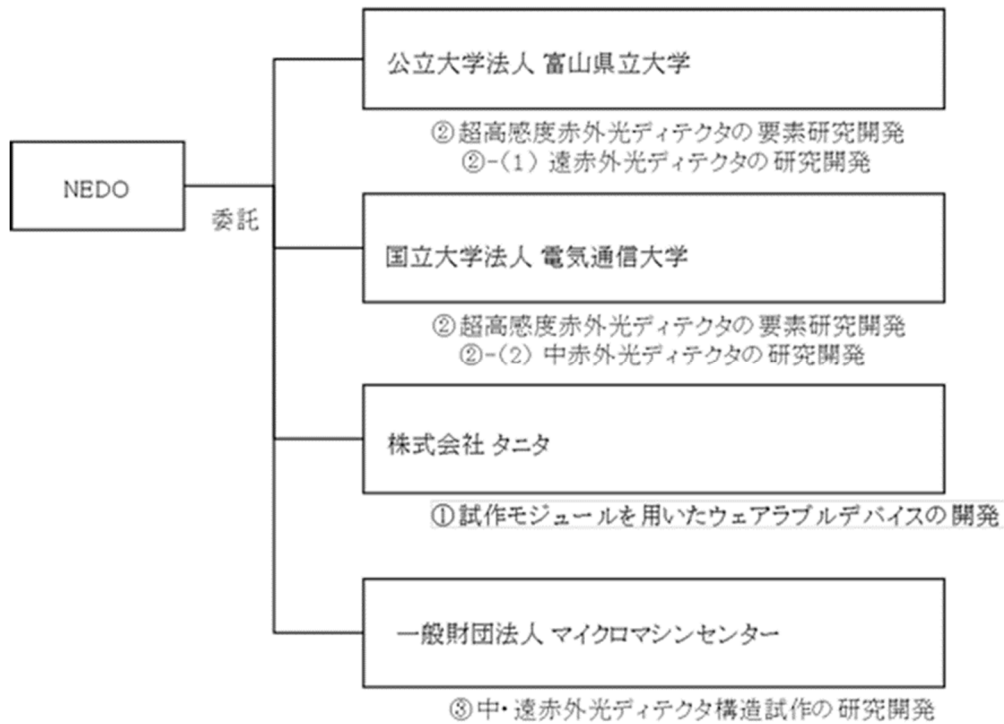 公立大学法人 富山県立大学
②超高感度赤外光ディテクタの要素研究開発
②-(1) 遠赤外光ディテクタの研究開発
NEDO
委託
国立大学法人 電気通信大学
②超高感度赤外光ディテクタの要素研究開発
②-(2) 中赤外光ディテクタの研究開発
株式会社 タニタ
①試作モジュールを用いたウェアラブルデバイスの開発
一般財団法人 マイクロマシンセンター
③中・遠赤外光ディテクタ構造試作の研究開発